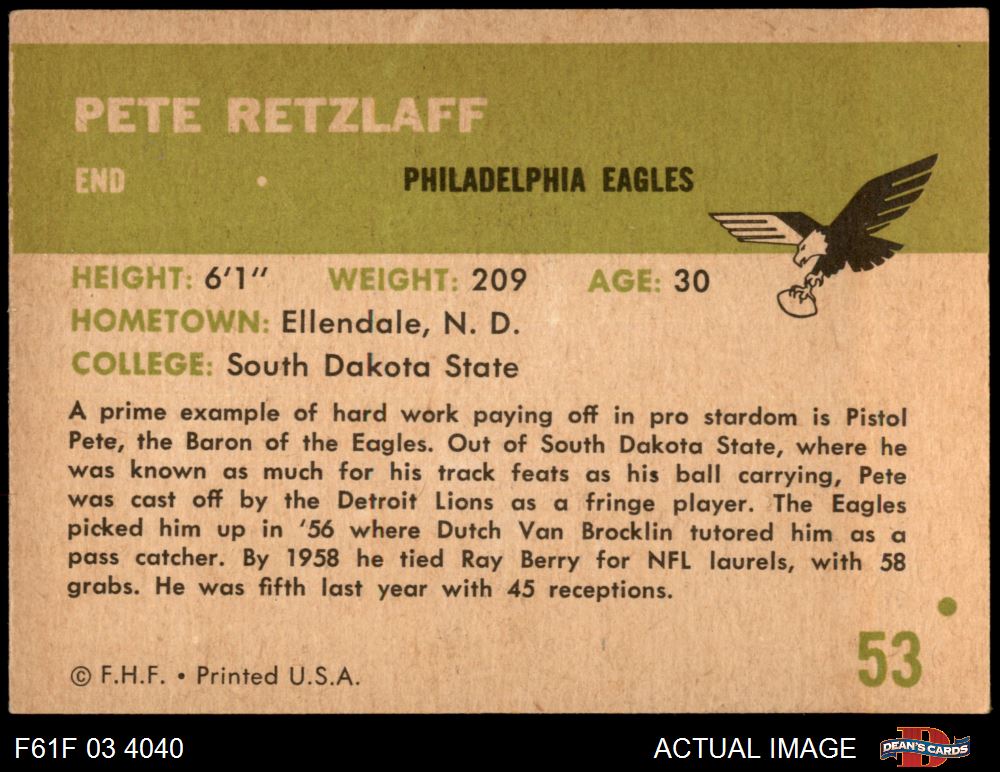 PETE RETZLAFF
END • PHILADELPHIA EAGLES
HEIGHT: 6'1" WEIGHT: 209 AGE: 30
HOMETOWN: Ellendale, N. D.
COLLEGE: South Dakota State
A prime example of hard work paying off in pro stardom is Pistol
Pete, the Baron of the Eagles. Out of South Dakota State, where he
was known as much for his track feats as his ball carrying, Pete
was cast off by the Detroit Lions as a fringe player. The Eagles
picked him up in '56 where Dutch Van Brocklin tutored him as a
pass catcher. By 1958 he tied Ray Berry for NFL laurels, with 58
grabs. He was fifth last year with 45 receptions.
53
© F.H.F. • Printed U.S.A.
F61F 03 4040 ACTUAL IMAGE D DEAN'S CARDS